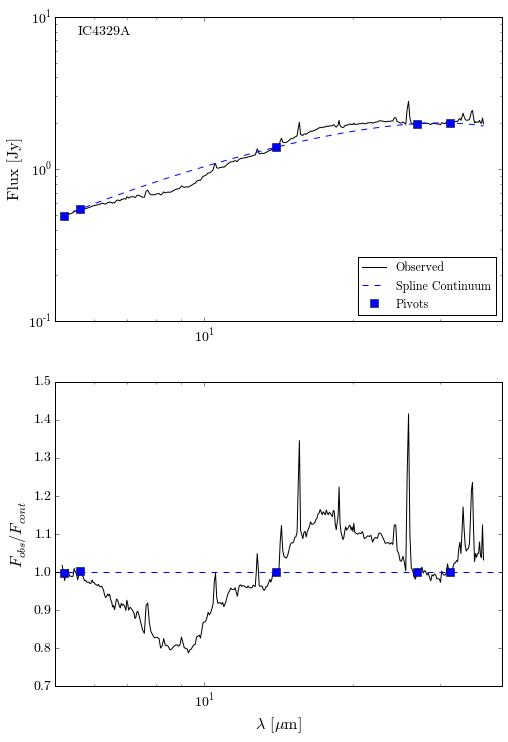 10^1
IC4329A
Flux [Jy]
10^0
Observed
Spline Continuum
Pivots
10^-1
10^1
1.5
1.4
1.3
1.2
1.1
1.0
0.9
0.8
0.7
F_obs/F_cont
10^1
λ [μm]